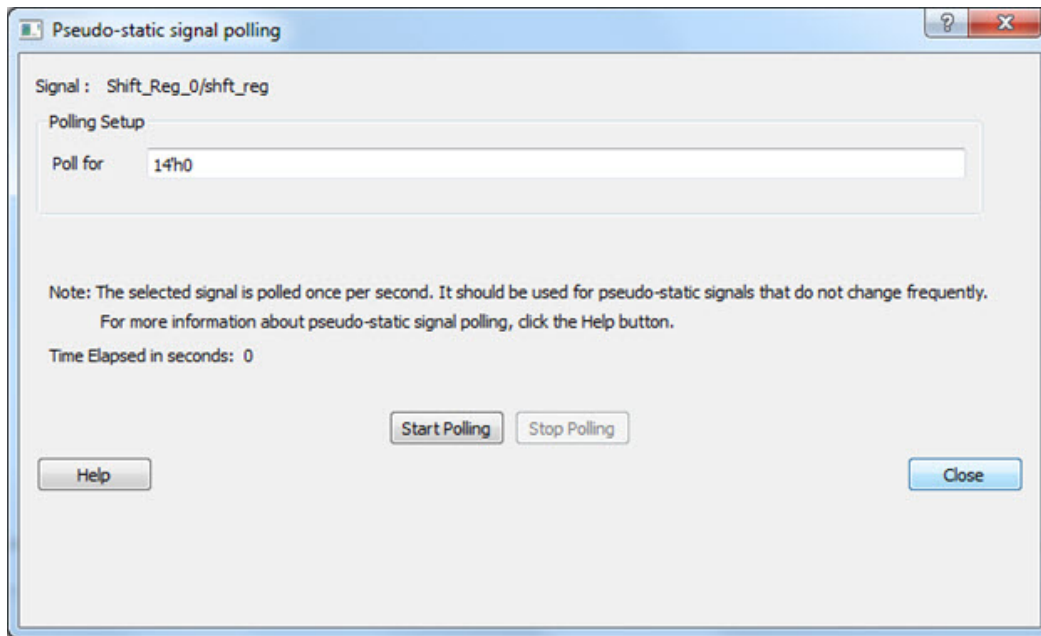 Pseudo-static signal polling
Signal : Shift_Reg_0/shft_reg
Polling Setup
Poll for 14'h0
Note: The selected signal is polled once per second. It should be used for pseudo-static signals that do not change frequently.
For more information about pseudo-static signal polling, click the Help button.
Time Elapsed in seconds: 0
Start Polling Stop Polling
Help Close